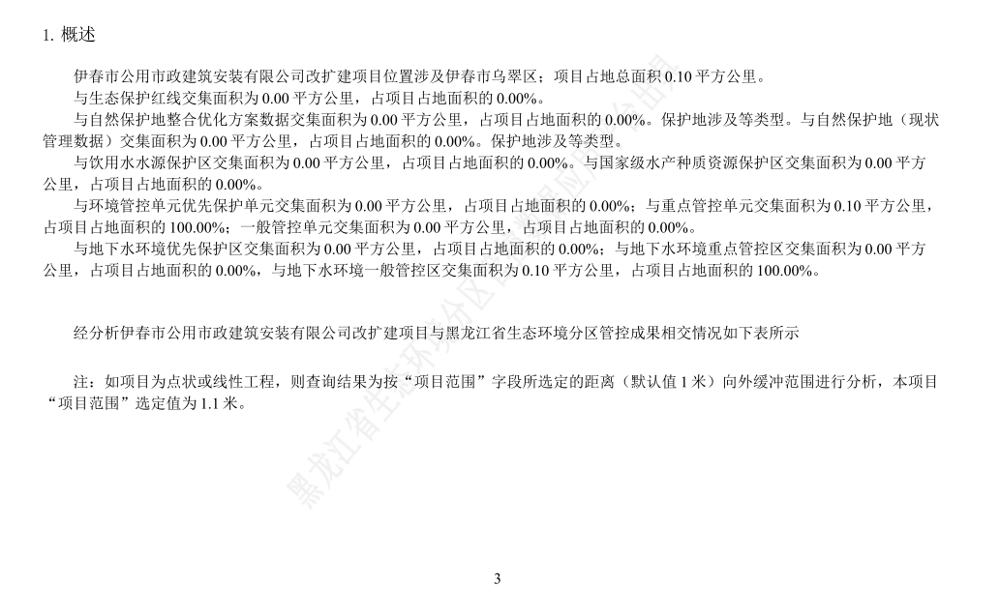 1. 概述
伊春市公用市政建筑安装有限公司改扩建项目位置涉及伊春市乌翠区；项目占地总面积 0.10 平方公里。
与生态保护红线交集面积为 0.00 平方公里，占项目占地面积的 0.00%。
与自然保护地整合优化方案数据交集面积为 0.00 平方公里，占项目占地面积的 0.00%。保护地涉及等类型。与自然保护地（现状
管理数据）交集面积为 0.00 平方公里，占项目占地面积的 0.00%。保护地涉及等类型。
与饮用水水源保护区交集面积为 0.00 平方公里，占项目占地面积的 0.00%。与国家级水产种质资源保护区交集面积为 0.00 平方
公里，占项目占地面积的 0.00%。
与环境管控单元优先保护单元交集面积为 0.00 平方公里，占项目占地面积的 0.00%；与重点管控单元交集面积为 0.10 平方公里，
占项目占地面积的 100.00%；一般管控单元交集面积为 0.00 平方公里，占项目占地面积的 0.00%。
与地下水环境优先保护区交集面积为 0.00 平方公里，占项目占地面积的 0.00%；与地下水环境重点管控区交集面积为 0.00 平方
公里，占项目占地面积的 0.00%，与地下水环境一般管控区交集面积为 0.10 平方公里，占项目占地面积的 100.00%。
经分析伊春市公用市政建筑安装有限公司改扩建项目与黑龙江省生态环境分区管控成果相交情况如下表所示
注：如项目为点状或线性工程，则查询结果为按“项目范围”字段所选定的距离（默认值 1 米）向外缓冲范围进行分析，本项目
“项目范围”选定值为 1.1 米。
黑龙江省生态环境分区管控数据应用平台出具
3